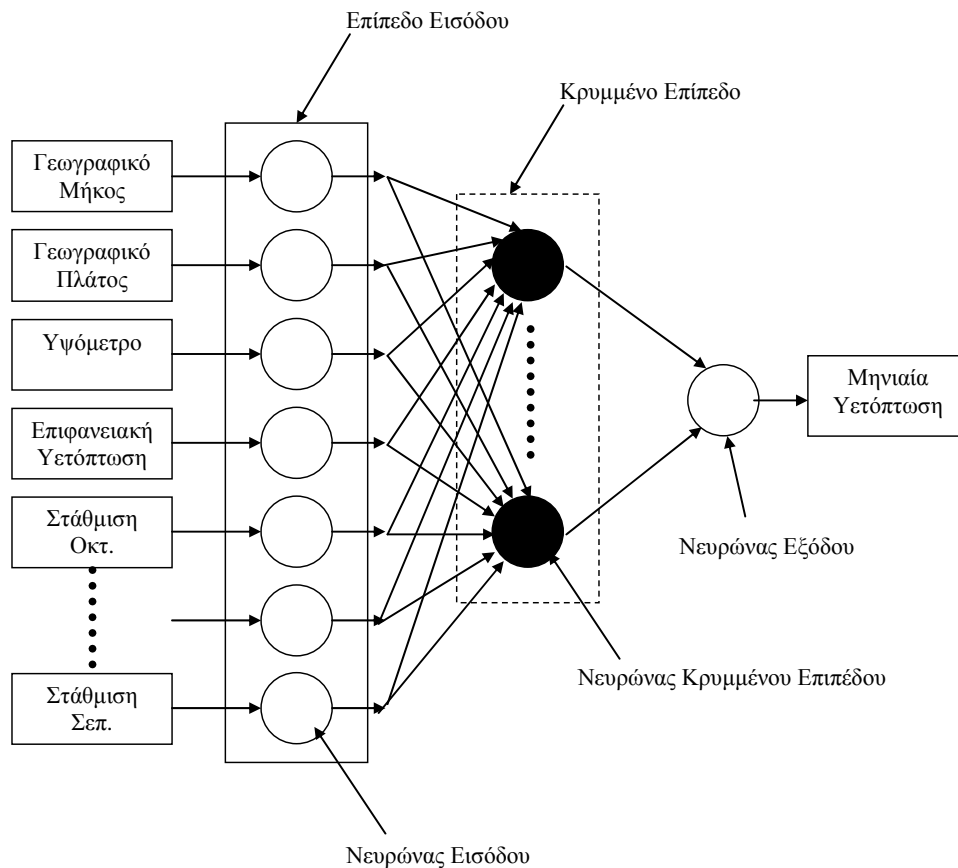 Επίπεδο Εισόδου
Κρυμμένο Επίπεδο
Γεωγραφικό
Μήκος
Γεωγραφικό
Πλάτος
Υψόμετρο
Επιφανειακή
Υετόπτωση
Στάθμιση
Οκτ.
Στάθμιση
Σεπ.
Μηνιαία
Υετόπτωση
Νευρώνας Εξόδου
Νευρώνας Κρυμμένου Επιπέδου
Νευρώνας Εισόδου